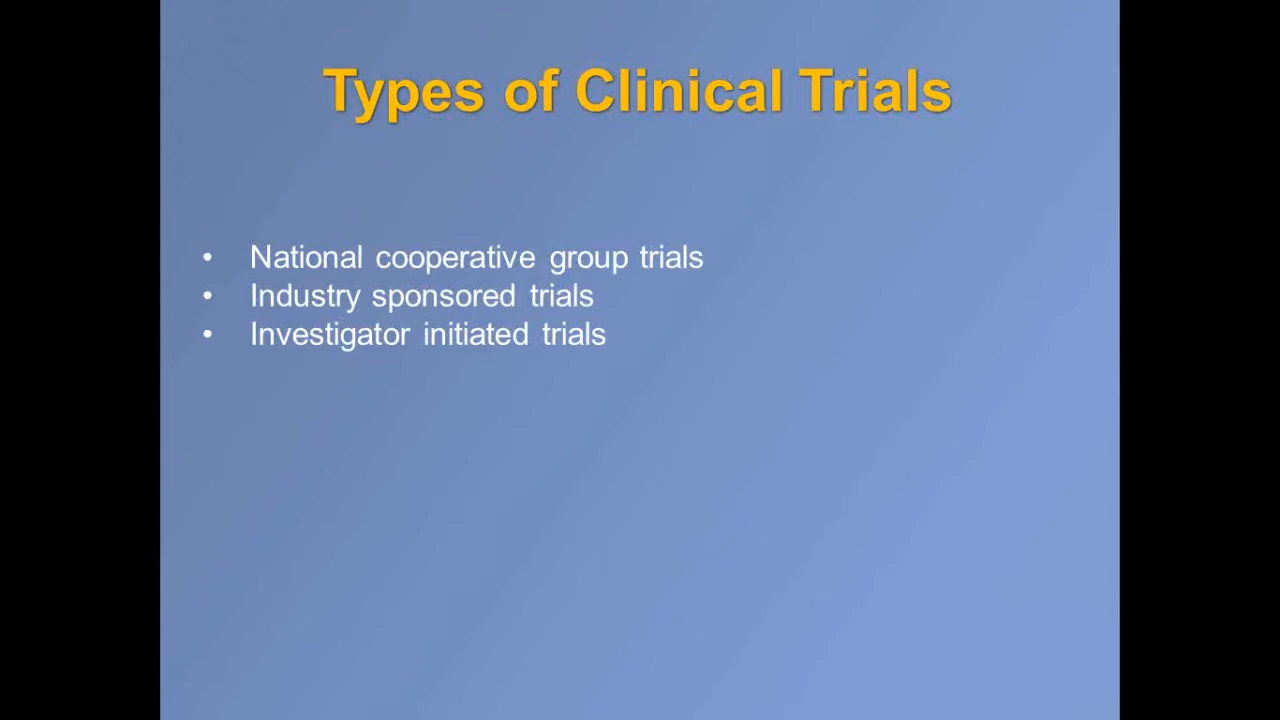 Types of Clinical Trials
• National cooperative group trials
• Industry sponsored trials
• Investigator initiated trials